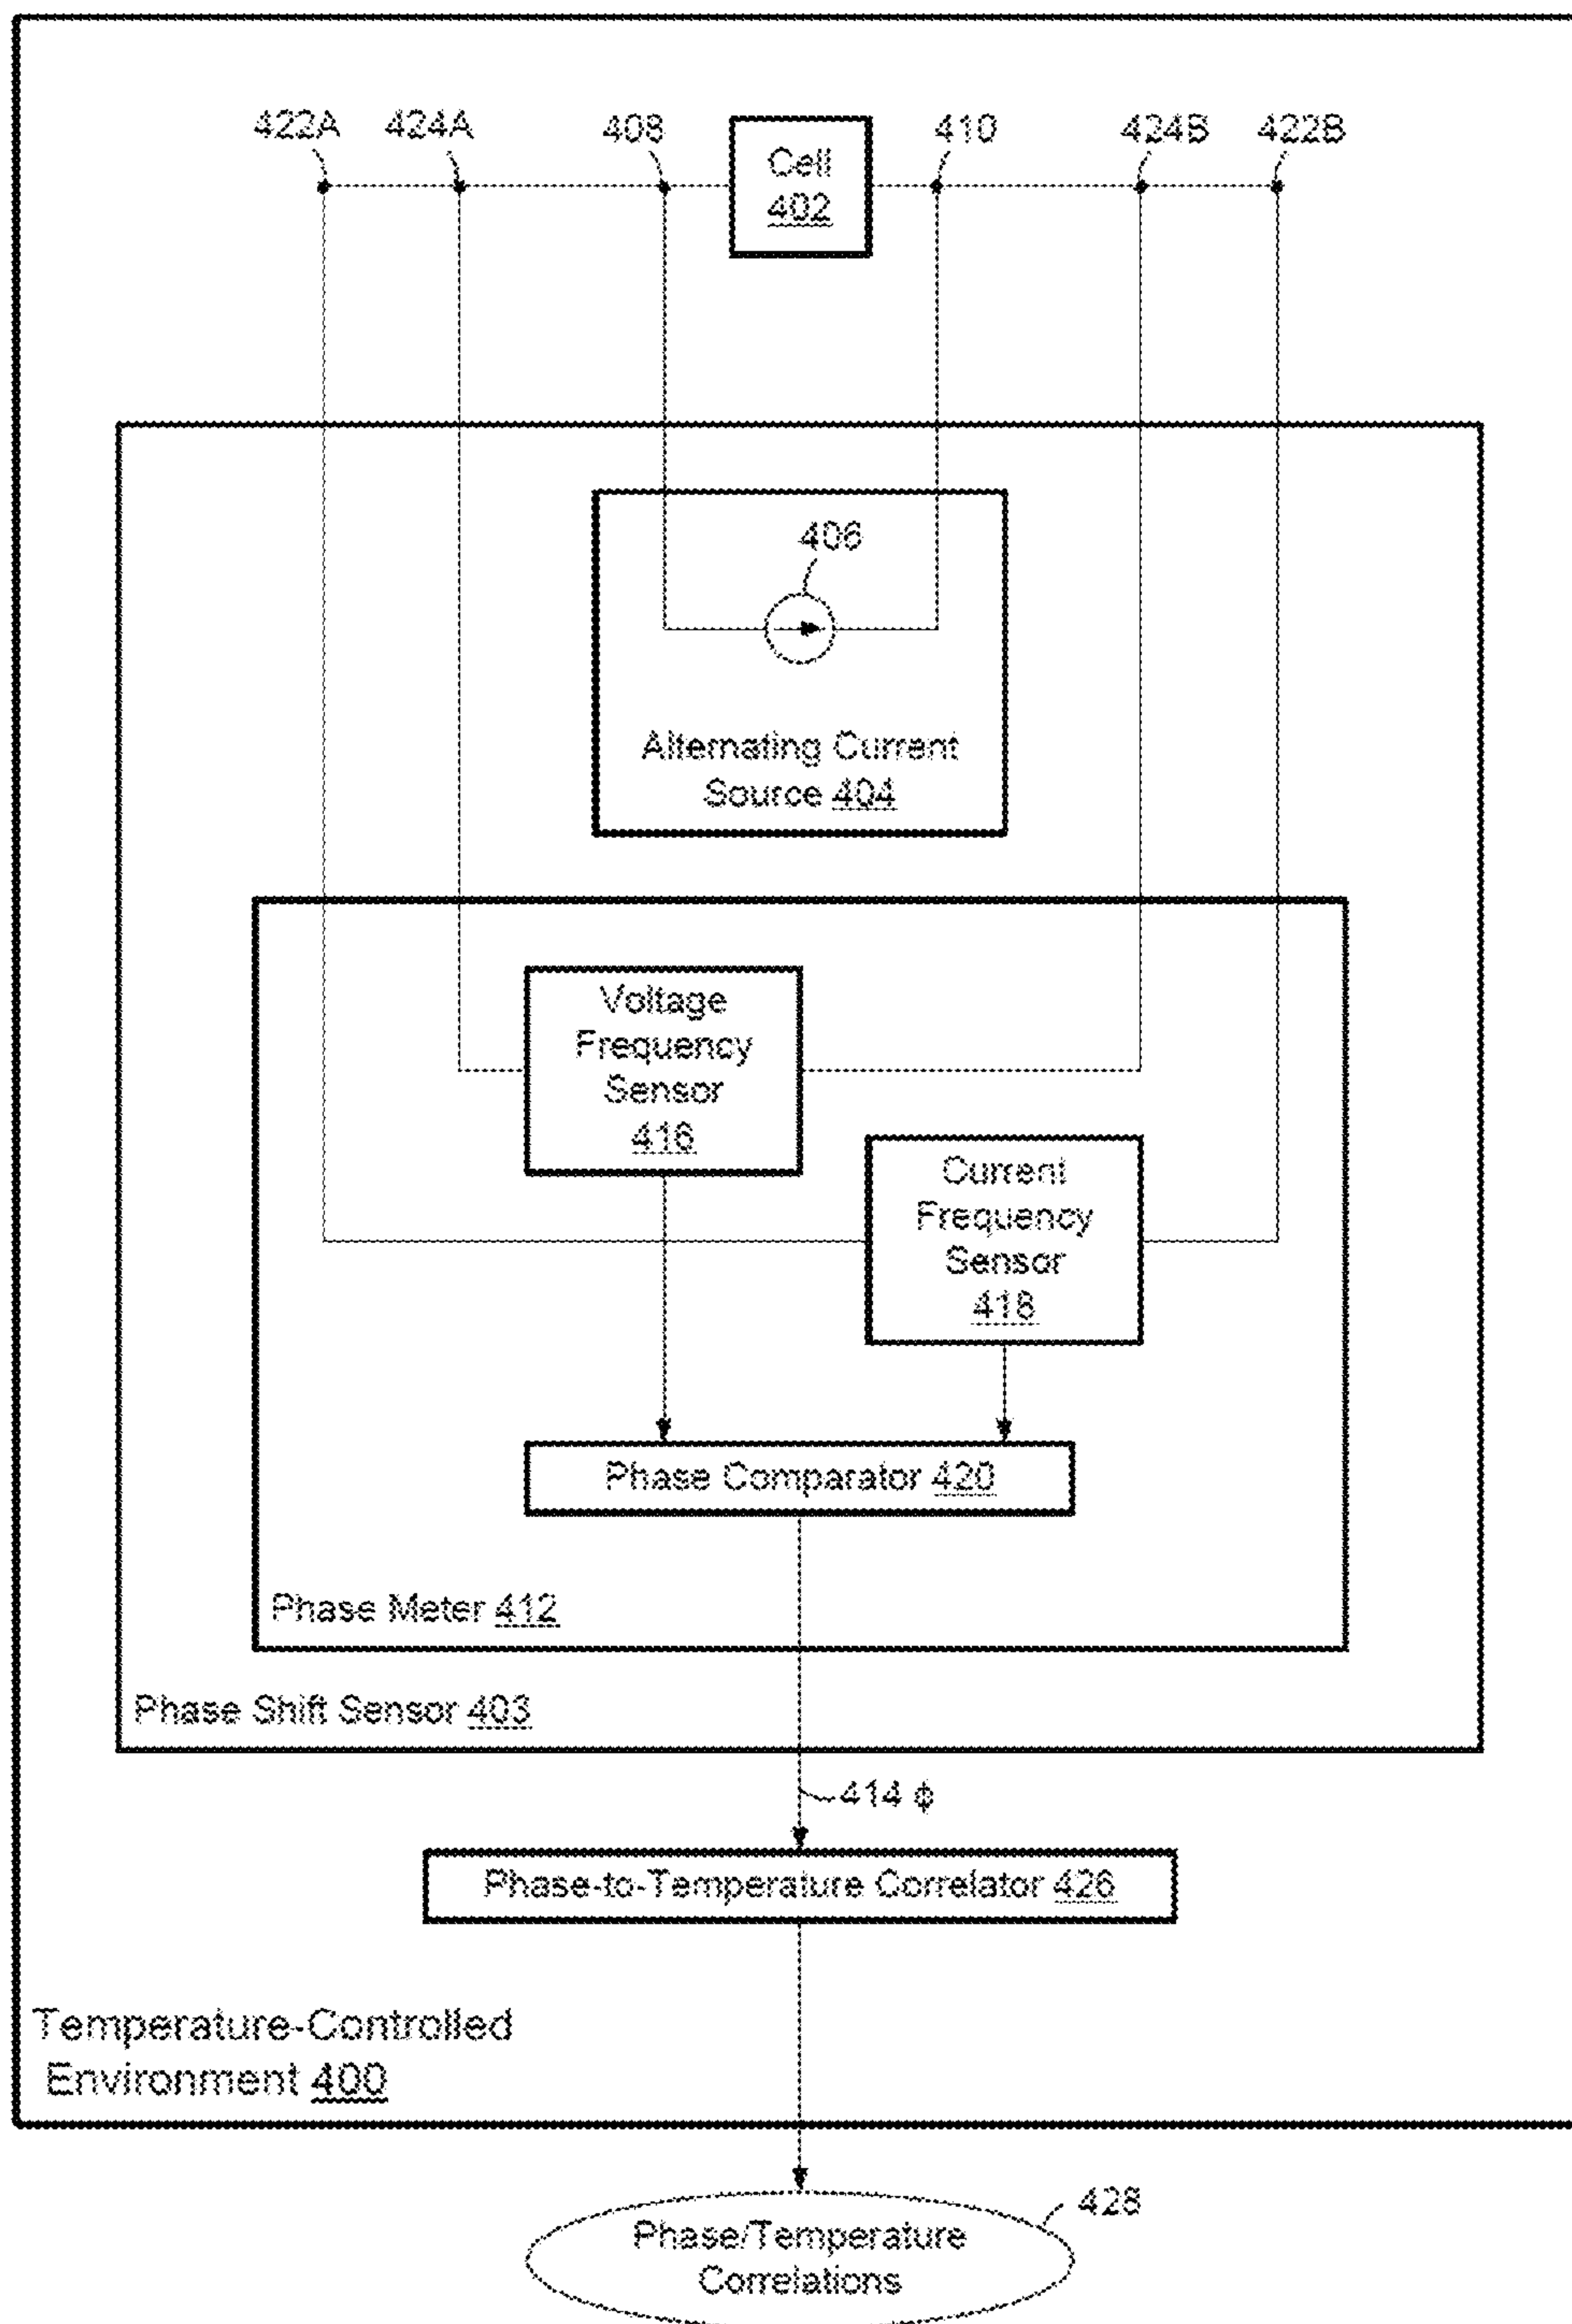 422A 424A 408 410 424B 422B
Cell
402
406
Alternating Current
Source 404
Voltage
Frequency
Sensor
416
Current
Frequency
Sensor
418
Phase Comparator 420
Phase Meter 412
Phase Shift Sensor 403
414 ϕ
Phase-to-Temperature Correlator 426
Temperature-Controlled
Environment 400
428
Phase/Temperature
Correlations